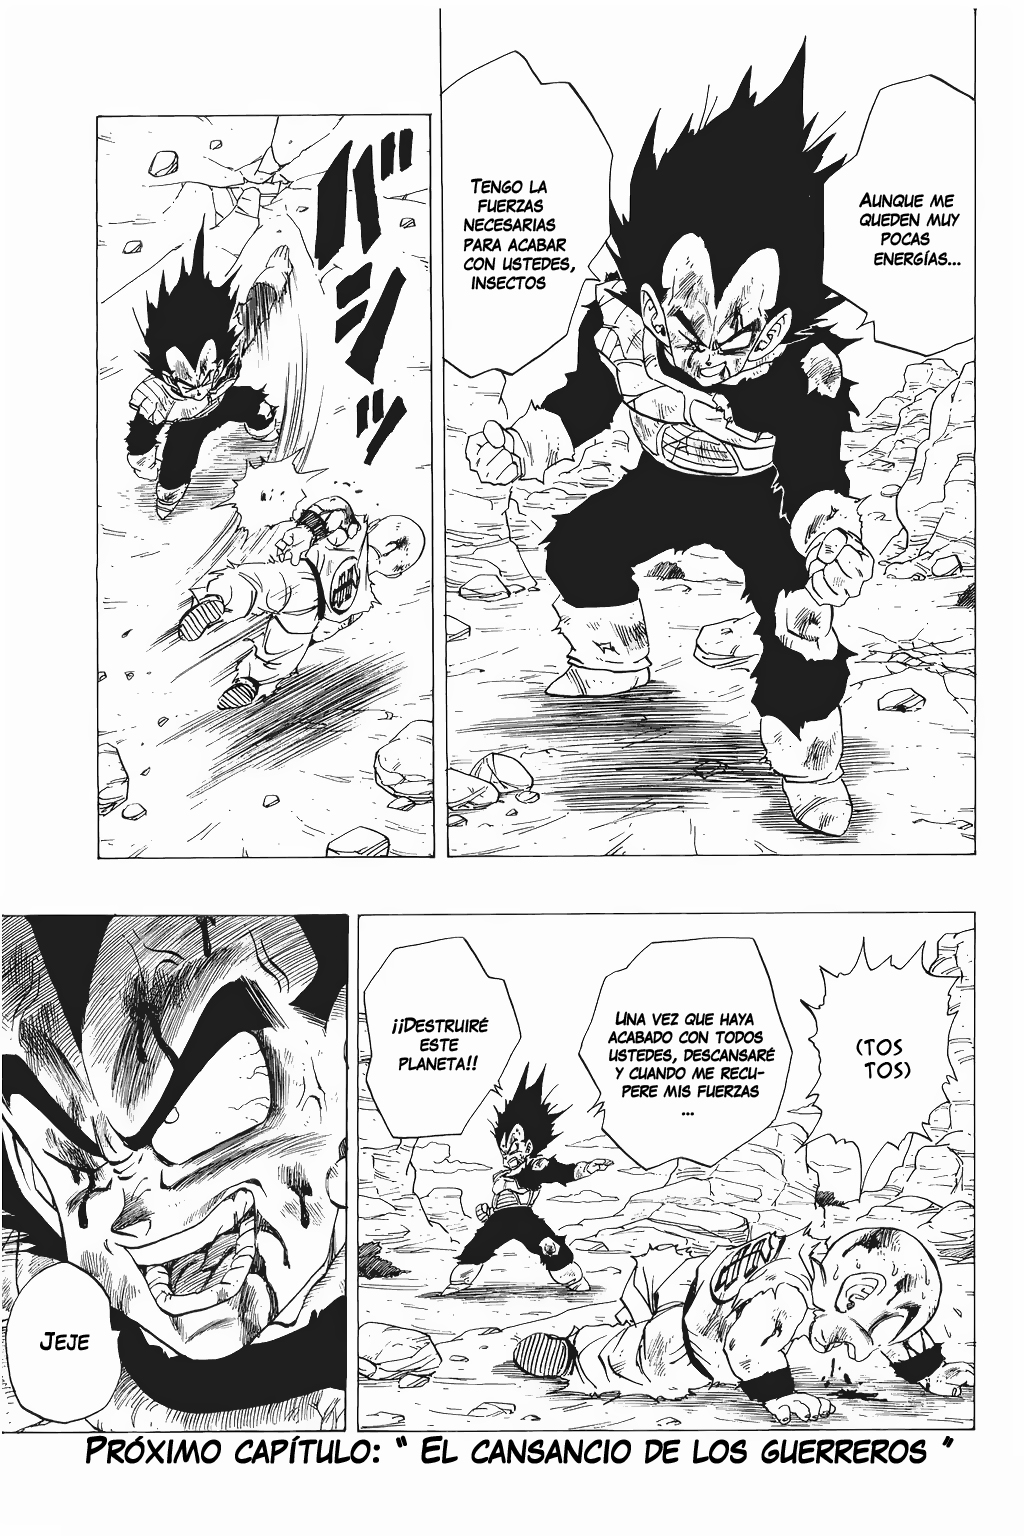 AUNQUE ME
QUEDEN MUY
POCAS
ENERGÍAS...
TENGO LA
FUERZAS
NECESARIAS
PARA ACABAR
CON USTEDES,
INSECTOS
バシッ
(TOS
TOS)
UNA VEZ QUE HAYA
ACABADO CON TODOS
USTEDES, DESCANSARÉ
Y CUANDO ME RECU-
PERE MIS FUERZAS
...
¡¡DESTRUIRÉ
ESTE
PLANETA!!
JEJE
PRÓXIMO CAPÍTULO: " EL CANSANCIO DE LOS GUERREROS "